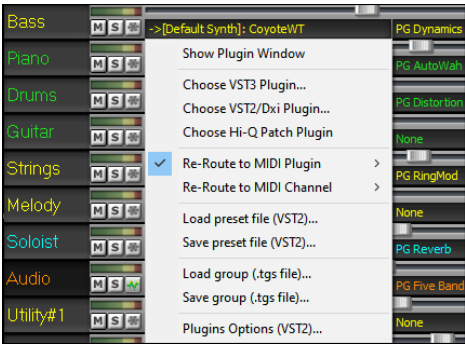 Bass
M S
->[Default Synth]: CoyoteWT
PG Dynamics
Show Plugin Window
Piano
M S
PG AutoWah
Choose VST3 Plugin...
Drums
M S
Choose VST2/Dxi Plugin...
PG Distortion
Guitar
M S
Choose Hi-Q Patch Plugin
None
Strings
M S
Re-Route to MIDI Plugin
PG RingMod
Re-Route to MIDI Channel
Melody
M S
Load preset file (VST2)...
None
Soloist
M S
Save preset file (VST2)...
PG Reverb
Audio
M S
Load group (.tgs file)...
PG Five Band
Save group (.tgs file)...
Utility#1
M S
Plugins Options (VST2)...
None